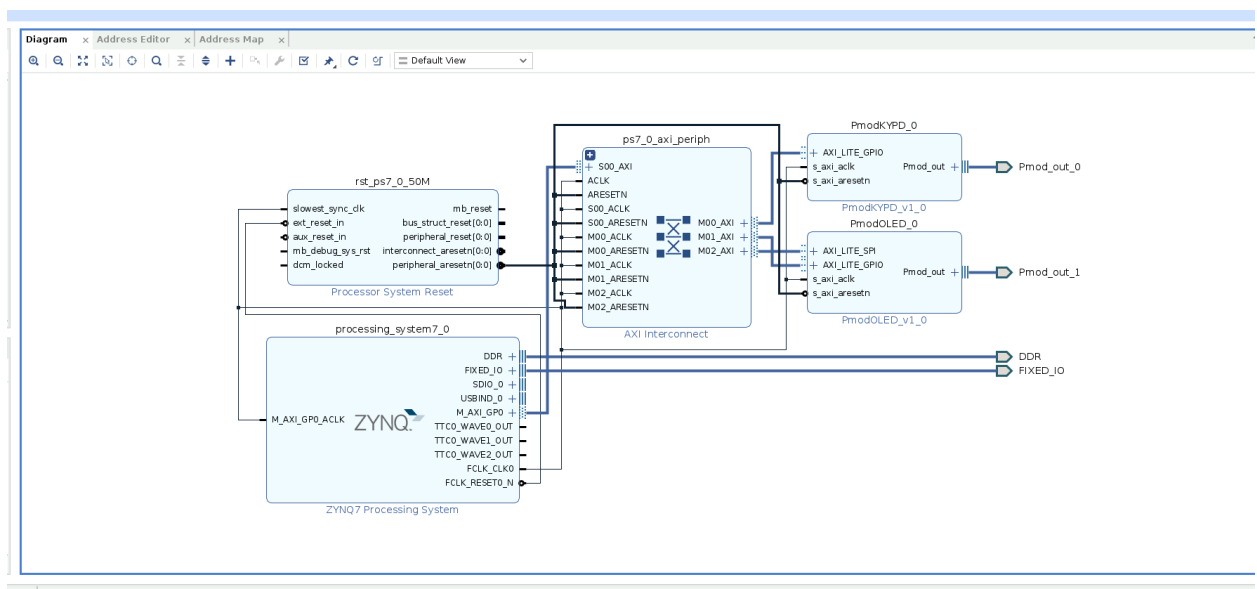 Diagram × Address Editor × Address Map ×
Default View
rst_ps7_0_50M
slowest_sync_clk
ext_reset_in
aux_reset_in
mb_debug_sys_rst
dcm_locked
mb_reset
bus_struct_reset[0:0]
peripheral_reset[0:0]
interconnect_aresetn[0:0]
peripheral_aresetn[0:0]
Processor System Reset
processing_system7_0
M_AXI_GP0_ACLK
ZYNQ.
DDR
FIXED_IO
SDIO_0
USBIND_0
M_AXI_GP0
TTC0_WAVE0_OUT
TTC0_WAVE1_OUT
TTC0_WAVE2_OUT
FCLK_CLK0
FCLK_RESET0_N
ZYNQ7 Processing System
ps7_0_axi_periph
S00_AXI
ACLK
ARESETN
S00_ACLK
S00_ARESETN
M00_ACLK
M00_ARESETN
M01_ACLK
M01_ARESETN
M02_ACLK
M02_ARESETN
M00_AXI
M01_AXI
M02_AXI
AXI Interconnect
PmodKYPD_0
AXI_LITE_GPIO
s_axi_aclk
s_axi_aresetn
Pmod_out
PmodKYPD_v1_0
PmodOLED_0
AXI_LITE_SPI
AXI_LITE_GPIO
s_axi_aclk
s_axi_aresetn
Pmod_out
PmodOLED_v1_0
Pmod_out_0
Pmod_out_1
DDR
FIXED_IO